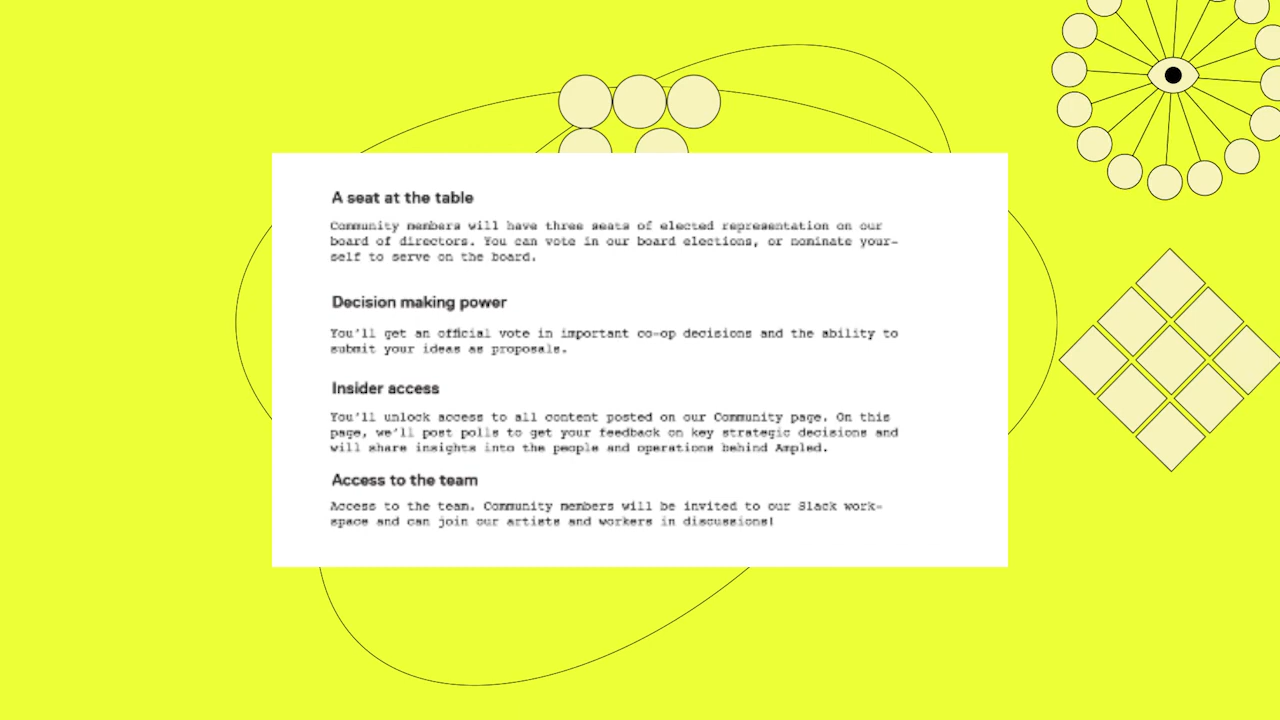 A seat at the table
Community members will have three seats of elected representation on our
board of directors. You can vote in our board elections, or nominate your-
self to serve on the board.
Decision making power
You'll get an official vote in important co-op decisions and the ability to
submit your ideas as proposals.
Insider access
You'll unlock access to all content posted on our Community page. On this
page, we'll post polls to get your feedback on key strategic decisions and
will share insights into the people and operations behind Ampled.
Access to the team
Access to the team. Community members will be invited to our Slack work-
space and can join our artists and workers in discussions!